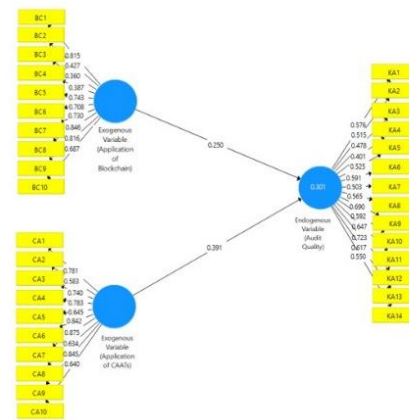 BC1
BC2
BC3
BC4
BC5
BC6
BC7
BC8
BC9
BC10
0.815
0.427
0.360
0.387
0.743
0.708
0.730
0.846
0.816
0.687
Exogenous
Variable
(Application
of
Blockchain)
0.250
CA1
CA2
CA3
CA4
CA5
CA6
CA7
CA8
CA9
CA10
0.781
0.583
0.740
0.783
0.645
0.842
0.875
0.634
0.845
0.640
Exogenous
Variable
(Application
of CAATs)
0.391
0.301
Endogenous
Variable
(Audit
Quality)
0.576
0.515
0.478
0.401
0.525
0.591
0.503
0.565
0.690
0.592
0.647
0.723
0.617
0.550
KA1
KA2
KA3
KA4
KA5
KA6
KA7
KA8
KA9
KA10
KA11
KA12
KA13
KA14